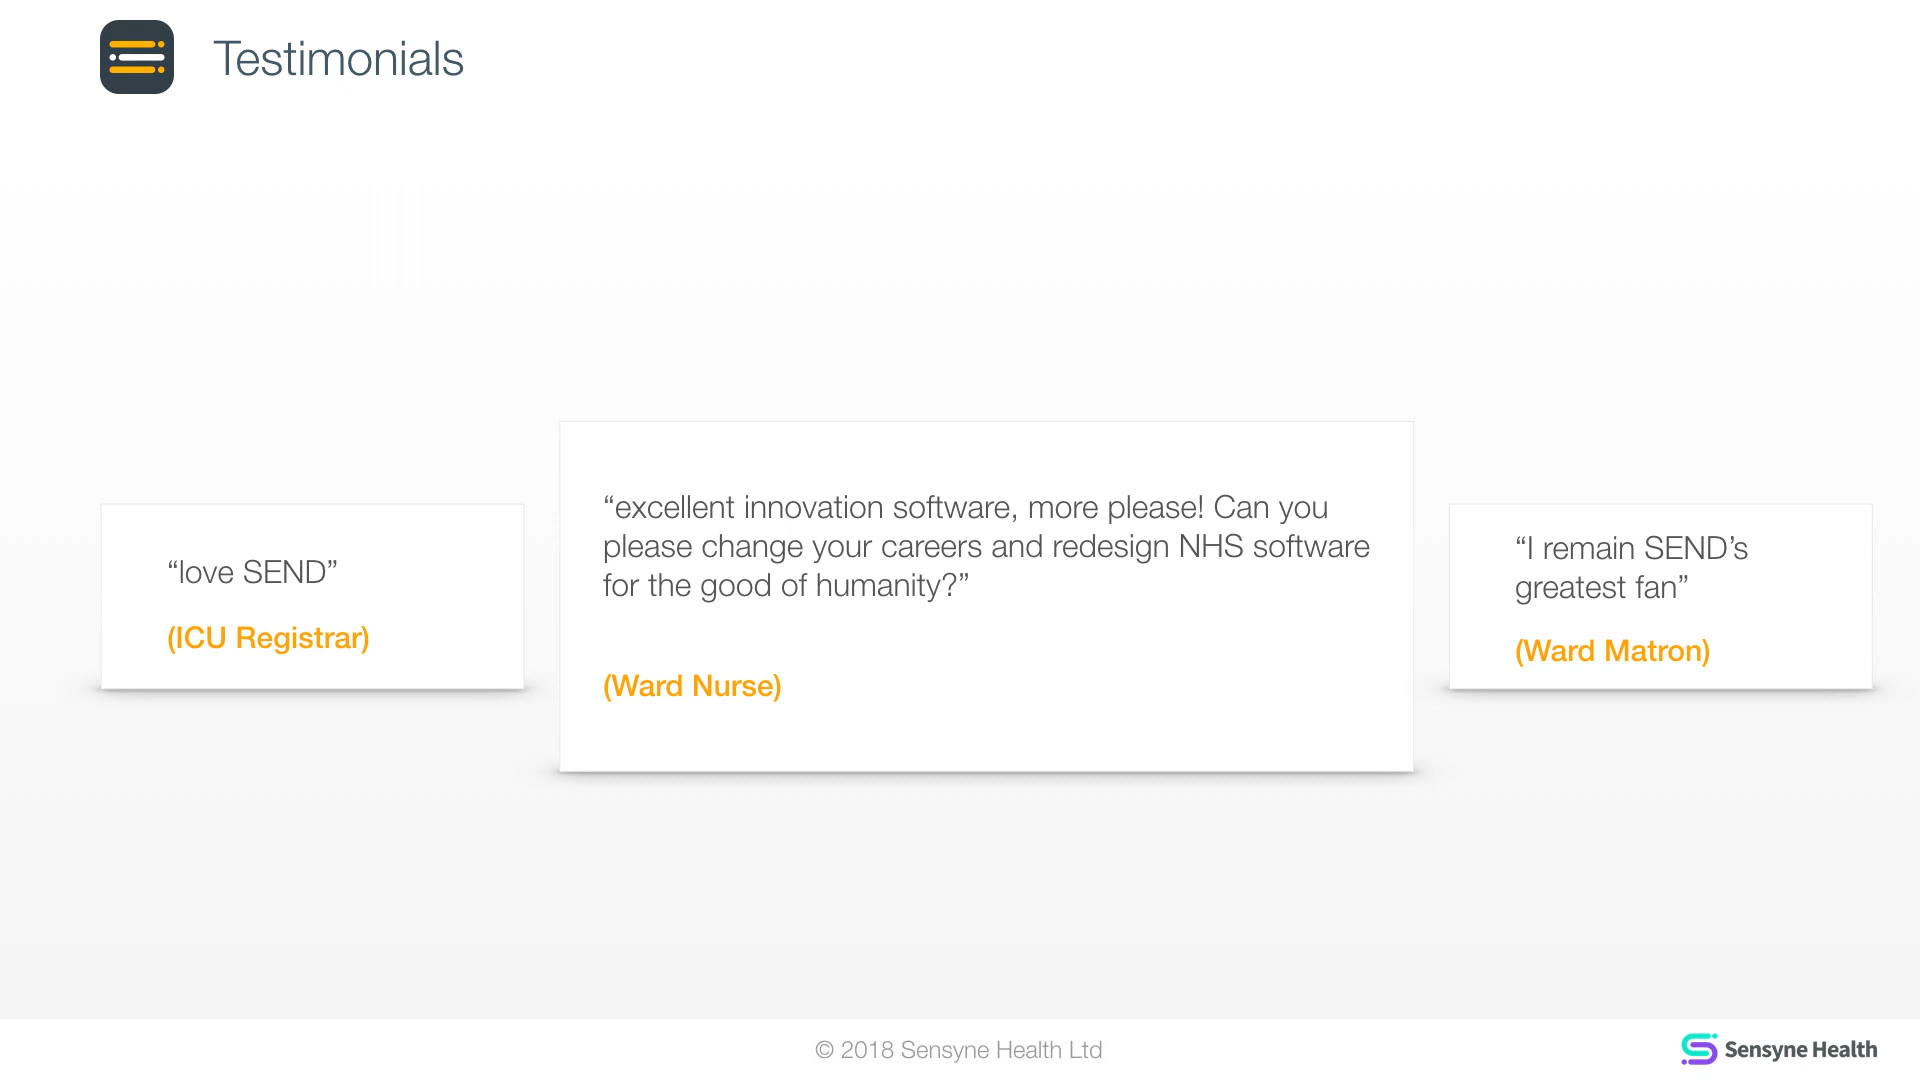 Testimonials
“love SEND”
(ICU Registrar)
“excellent innovation software, more please! Can you
please change your careers and redesign NHS software
for the good of humanity?”
(Ward Nurse)
“I remain SEND’s
greatest fan”
(Ward Matron)
© 2018 Sensyne Health Ltd
Sensyne Health